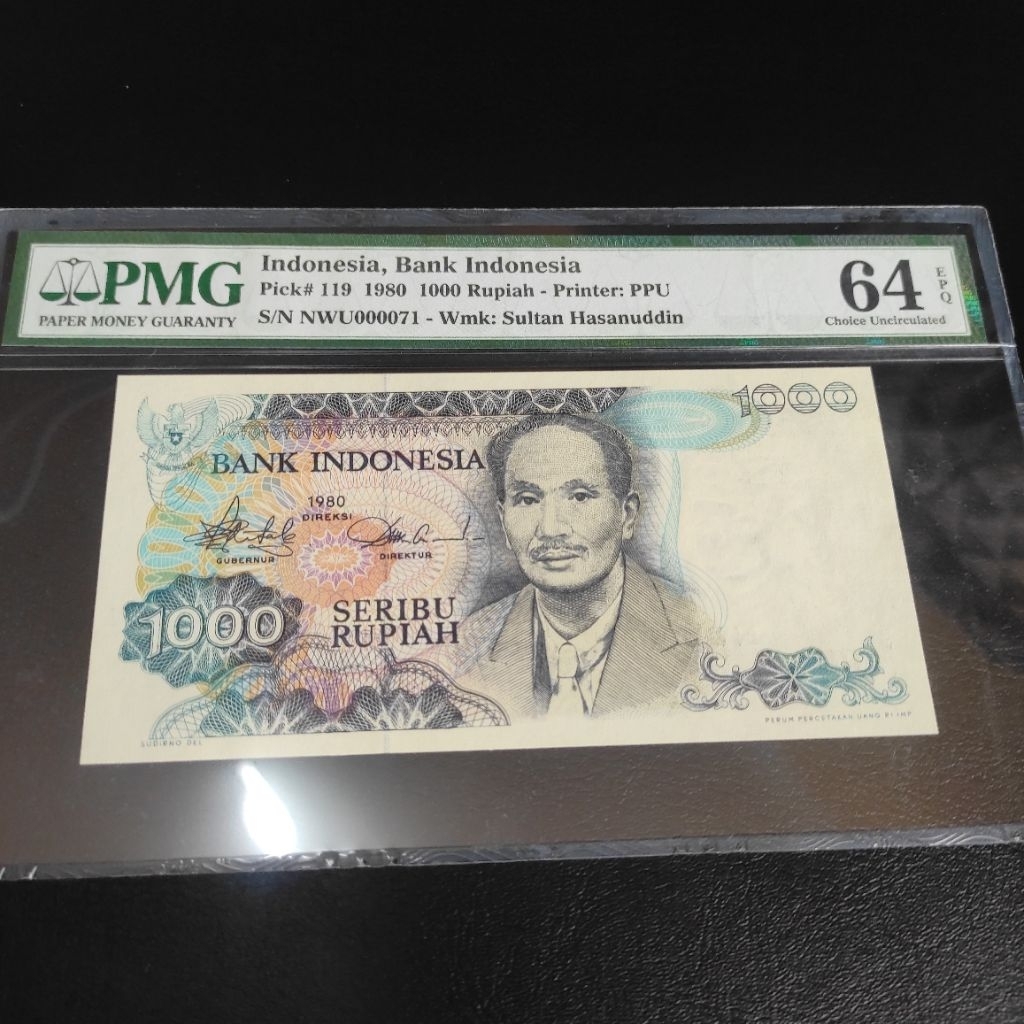 PMG
PAPER MONEY GUARANTY
Indonesia, Bank Indonesia
Pick# 119 1980 1000 Rupiah - Printer: PPU
S/N NWU000071 - Wmk: Sultan Hasanuddin
64
EPQ
Choice Uncirculated
1000
BANK INDONESIA
1980
DIREKSI
GUBERNUR
DIREKTUR
1000
SERIBU
RUPIAH
SUDIRNO DEL
PERUM PERCETAKAN UANG RI IMP